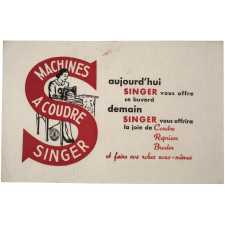 MACHINES
A COUDRE
SINGER
aujourd'hui
SINGER vous offre
ce buvard
demain
SINGER vous offrira
la joie de Coudre
Repriser
Broder
et faire vos robes vous-mêmes